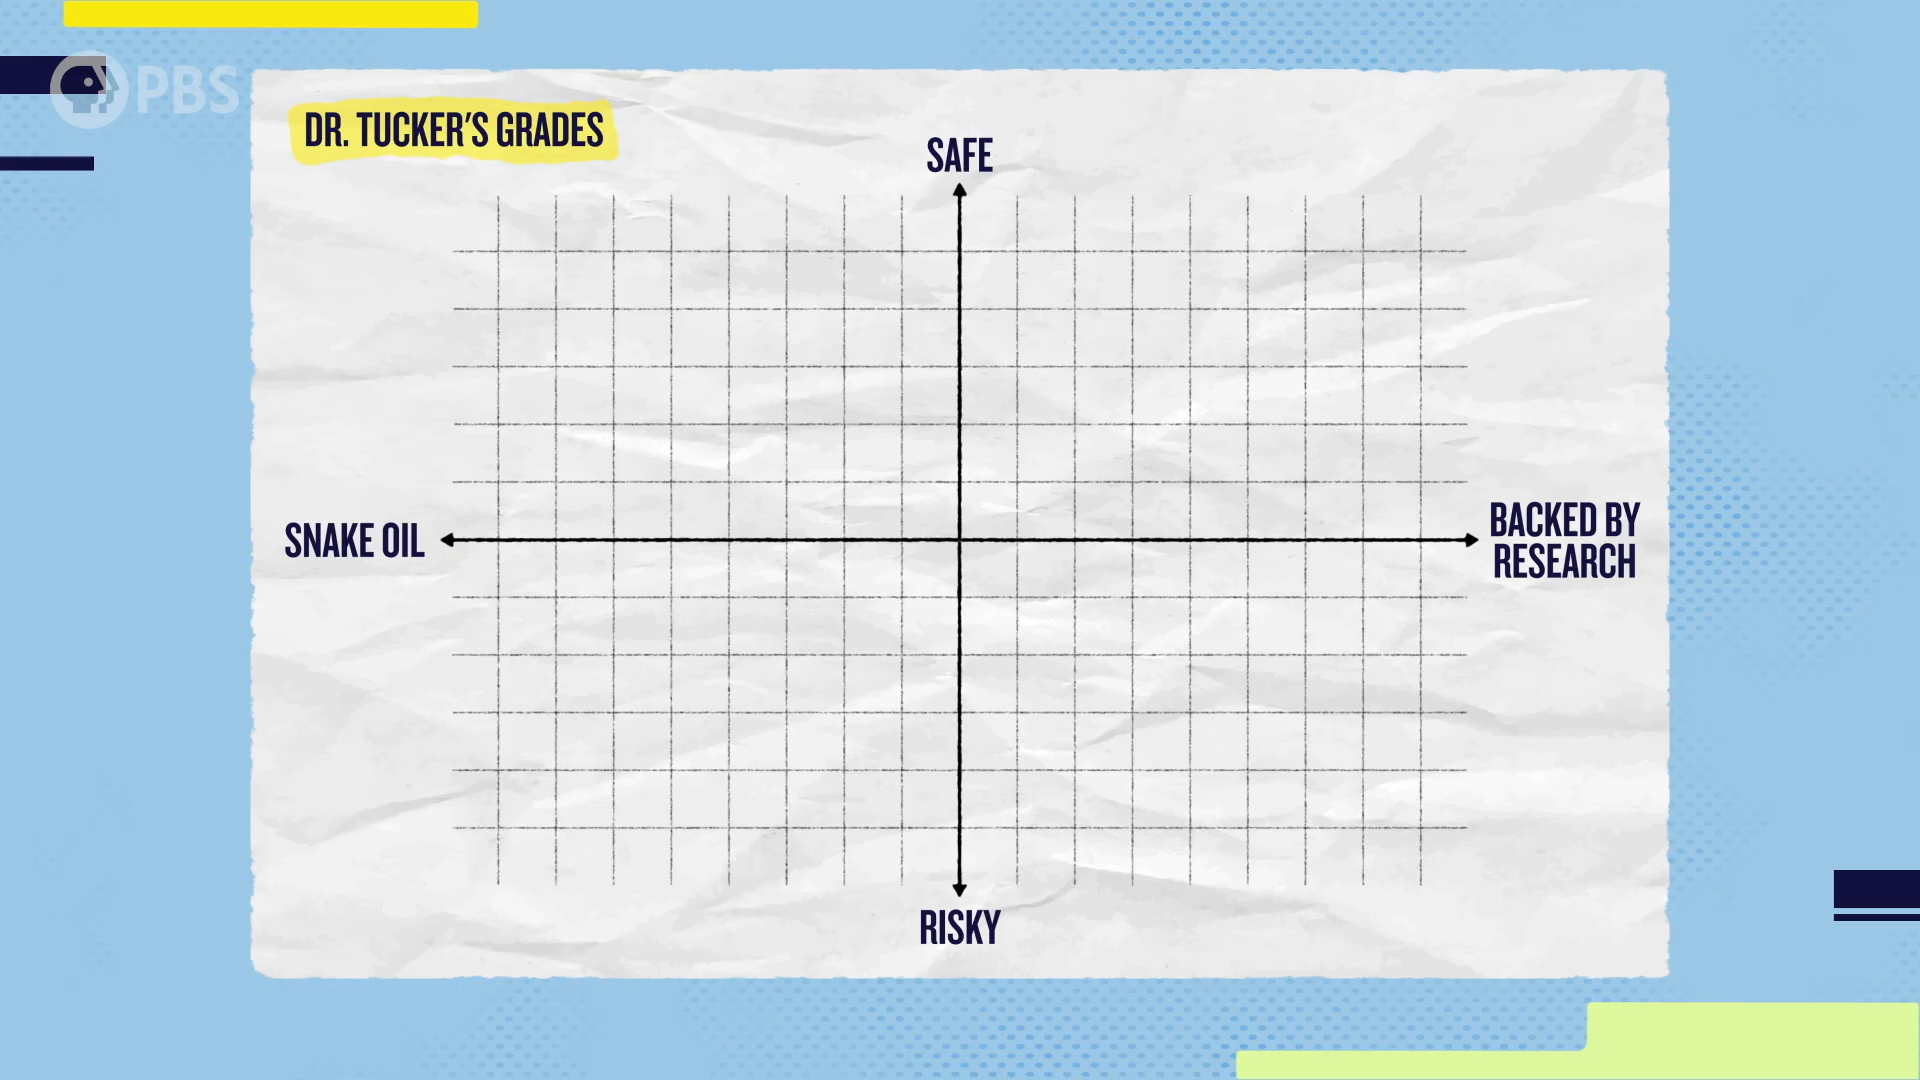 PBS
DR. TUCKER'S GRADES
SAFE
SNAKE OIL
BACKED BY
RESEARCH
RISKY